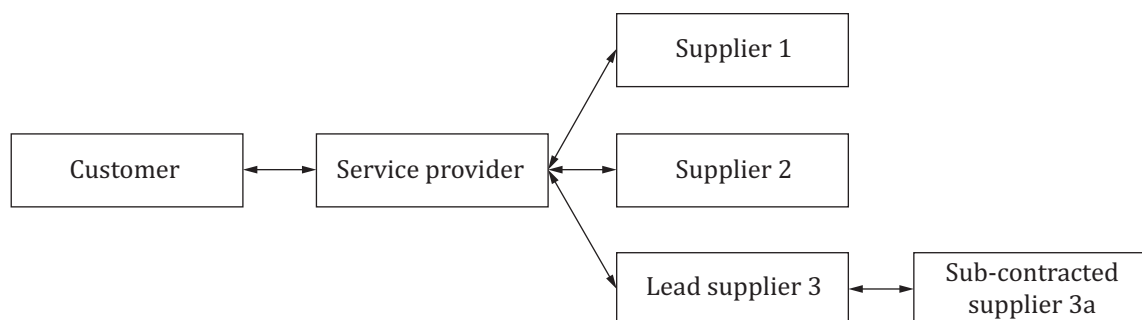 Supplier 1
Customer
Service provider
Supplier 2
Lead supplier 3
Sub-contracted
supplier 3a